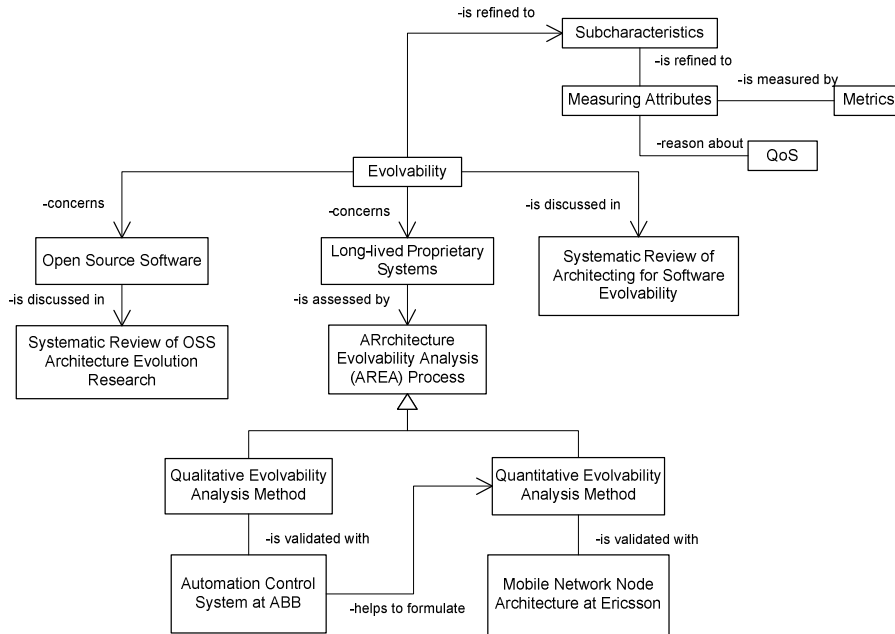 -is refined to
Subcharacteristics
-is refined to
Measuring Attributes
-is measured by
Metrics
-reason about
QoS
Evolvability
-concerns
-concerns
-is discussed in
Open Source Software
Long-lived Proprietary
Systems
Systematic Review of
Architecting for Software
Evolvability
-is discussed in
-is assessed by
Systematic Review of OSS
Architecture Evolution
Research
ARrchitecture
Evolvability Analysis
(AREA) Process
Qualitative Evolvability
Analysis Method
Quantitative Evolvability
Analysis Method
-is validated with
-is validated with
Automation Control
System at ABB
-helps to formulate
Mobile Network Node
Architecture at Ericsson